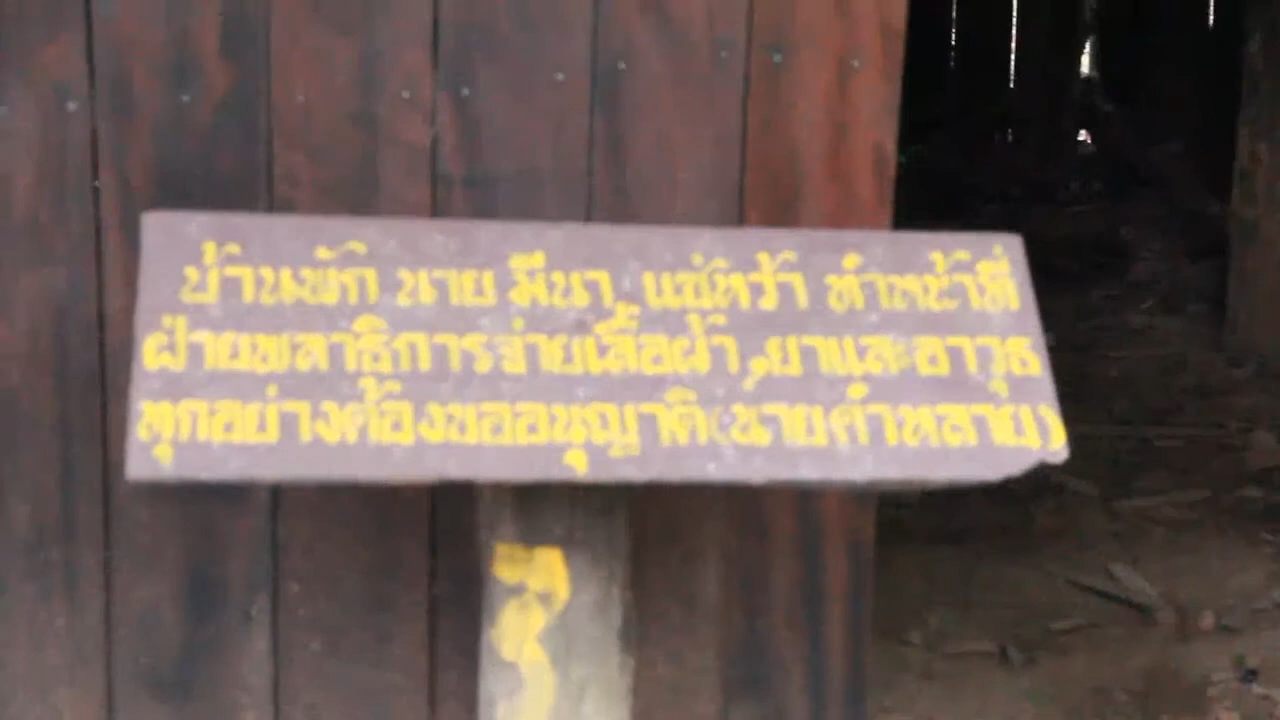 บ้านพัก นาย มีนา แซ่หว้า ทำหน้าที่
ฝ่ายพลาธิการจ่ายเสื้อผ้า,ยาและอาวุธ
ทุกอย่างต้องขออนุญาติ(นายคำหลาย)